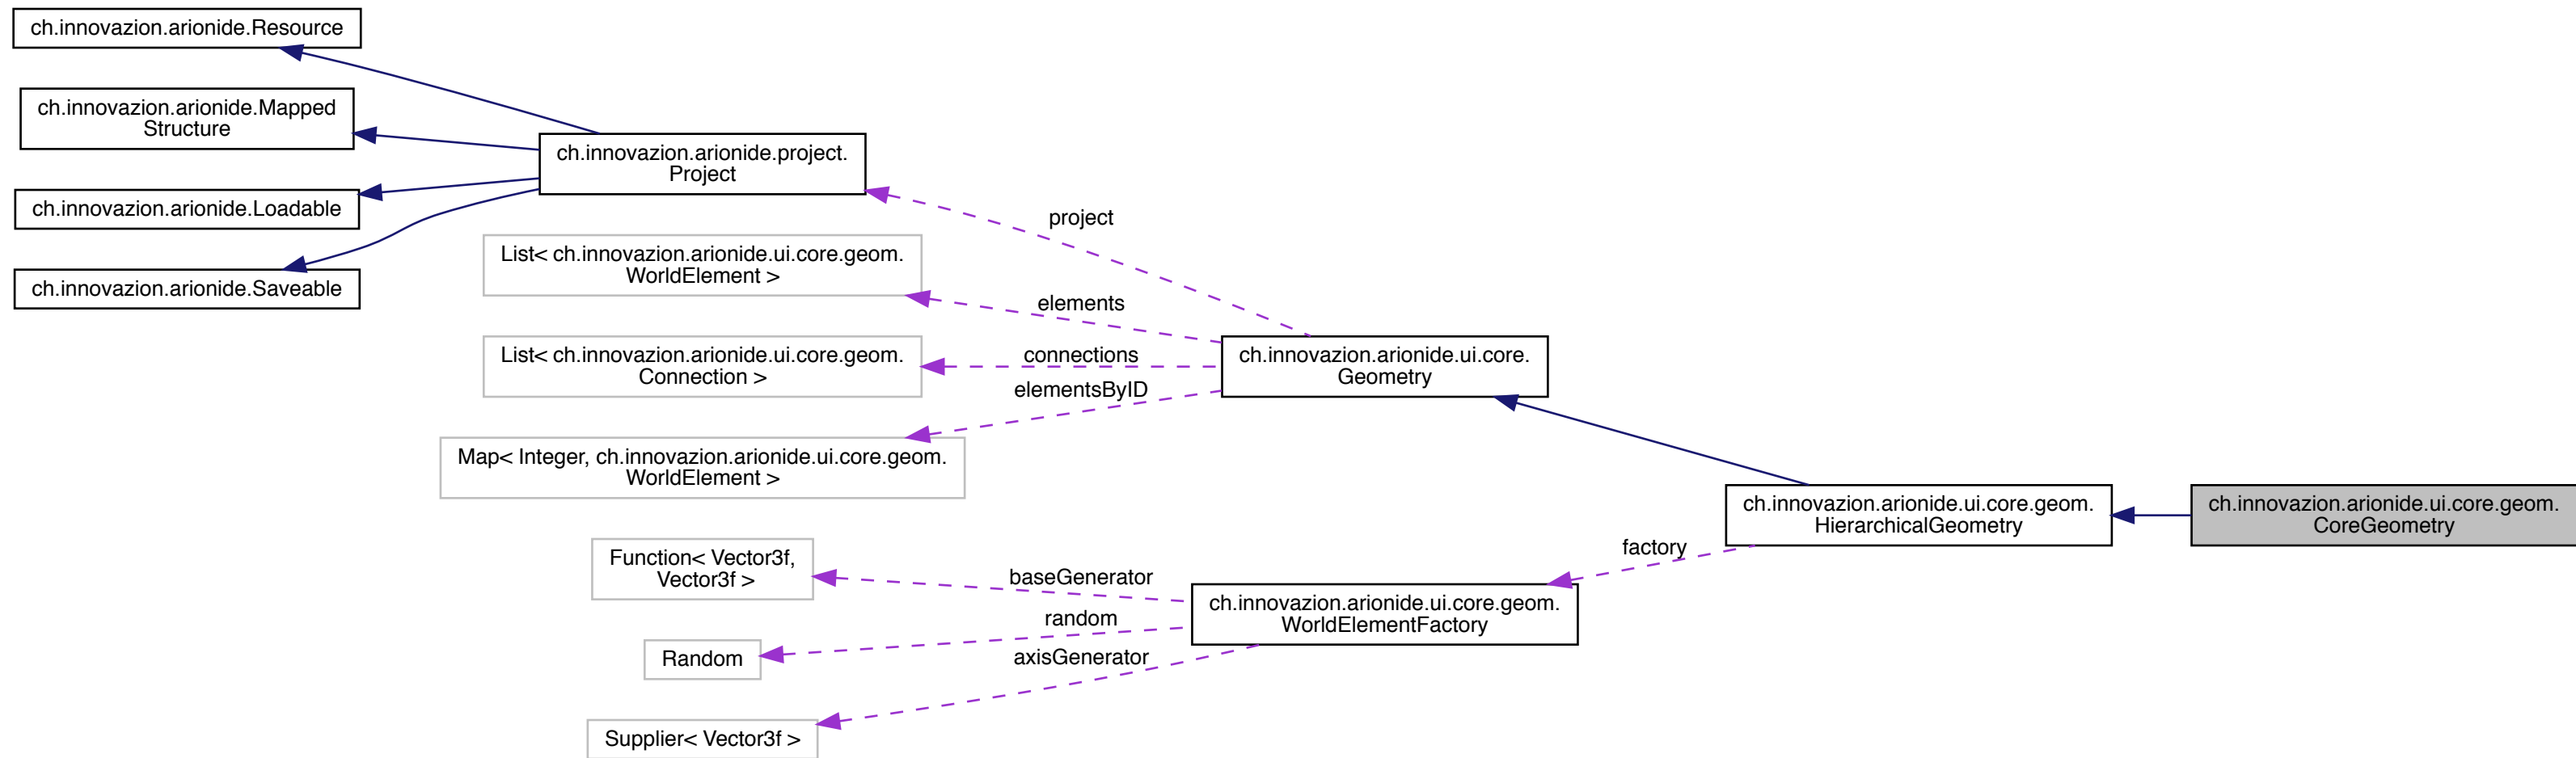 ch.innovazion.arionide.Resource
ch.innovazion.arionide.Mapped
Structure
ch.innovazion.arionide.Loadable
ch.innovazion.arionide.Saveable
ch.innovazion.arionide.project.
Project
project
List< ch.innovazion.arionide.ui.core.geom.
WorldElement >
elements
List< ch.innovazion.arionide.ui.core.geom.
Connection >
connections
elementsByID
Map< Integer, ch.innovazion.arionide.ui.core.geom.
WorldElement >
ch.innovazion.arionide.ui.core.
Geometry
ch.innovazion.arionide.ui.core.geom.
HierarchicalGeometry
ch.innovazion.arionide.ui.core.geom.
CoreGeometry
factory
Function< Vector3f,
Vector3f >
baseGenerator
Random
random
axisGenerator
Supplier< Vector3f >
ch.innovazion.arionide.ui.core.geom.
WorldElementFactory